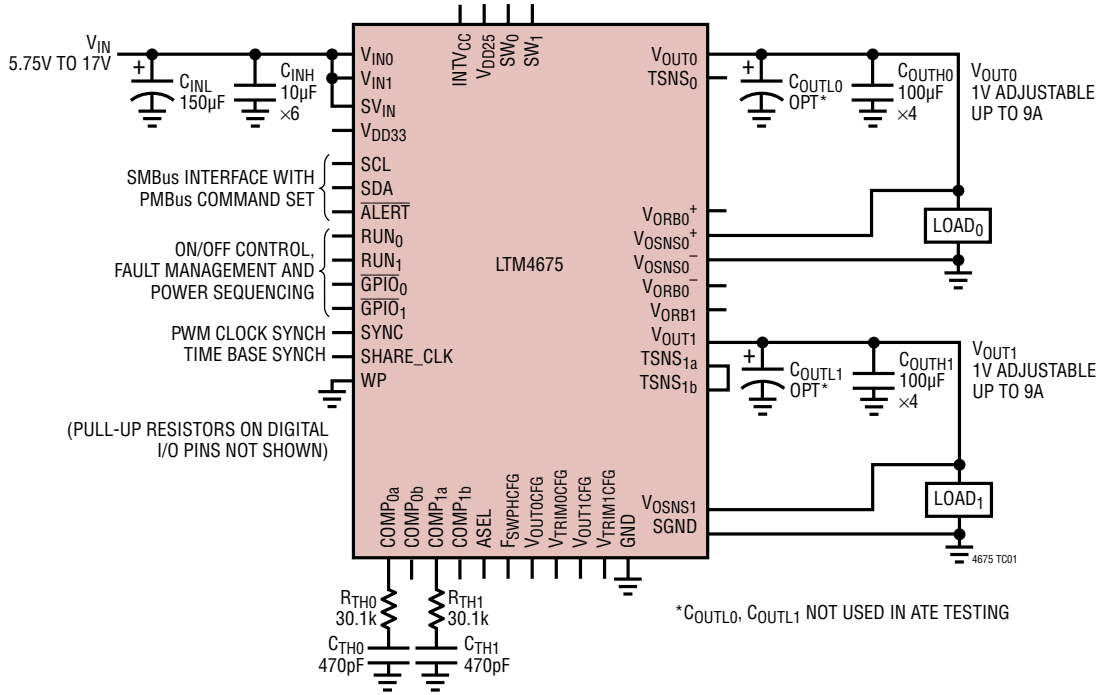 INTVCC
VDD25
SW0
SW1
VIN
5.75V TO 17V
+
CINL
150µF
CINH
10µF
×6
VIN0
VIN1
SVIN
VDD33
SMBus INTERFACE WITH
PMBus COMMAND SET
SCL
SDA
ALERT
ON/OFF CONTROL,
FAULT MANAGEMENT AND
POWER SEQUENCING
RUN0
RUN1
GPIO0
GPIO1
PWM CLOCK SYNCH
SYNC
TIME BASE SYNCH
SHARE_CLK
WP
(PULL-UP RESISTORS ON DIGITAL
I/O PINS NOT SHOWN)
LTM4675
VOUT0
TSNS0
+
COUTL0
OPT*
COUTH0
100µF
×4
VOUT0
1V ADJUSTABLE
UP TO 9A
VORB0+
VOSNS0+
VOSNS0–
VORB0–
LOAD0
VORB1
VOUT1
TSNS1a
TSNS1b
+
COUTL1
OPT*
COUTH1
100µF
×4
VOUT1
1V ADJUSTABLE
UP TO 9A
VOSNS1
SGND
LOAD1
4675 TC01
COMP0a
COMP0b
COMP1a
COMP1b
ASEL
FSWPHCFG
VOUT0CFG
VTRIM0CFG
VOUT1CFG
VTRIM1CFG
GND
RTH0
30.1k
RTH1
30.1k
CTH0
470pF
CTH1
470pF
*COUTL0, COUTL1 NOT USED IN ATE TESTING